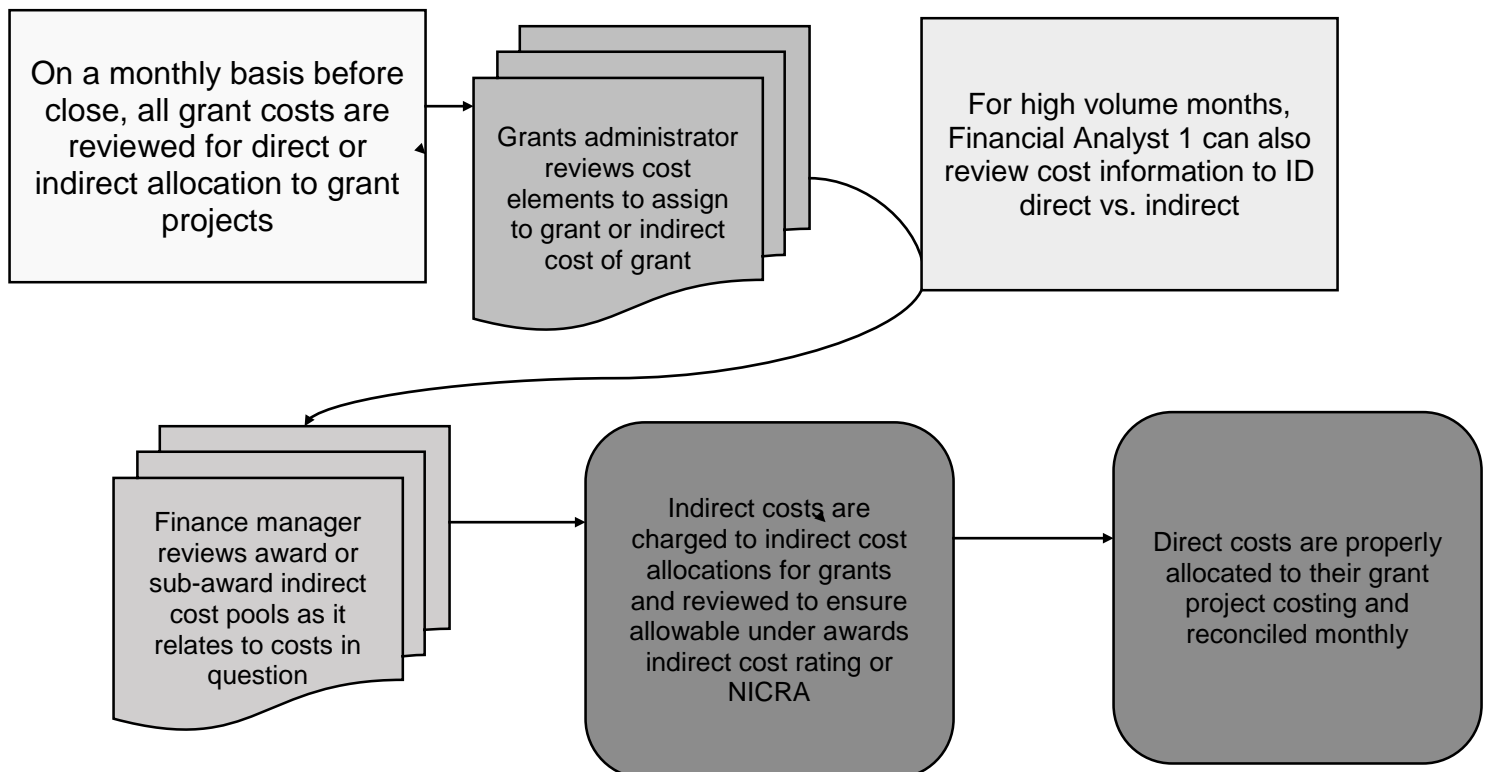 On a monthly basis before
close, all grant costs are
reviewed for direct or
indirect allocation to grant
projects
Grants administrator
reviews cost
elements to assign
to grant or indirect
cost of grant
For high volume months,
Financial Analyst 1 can also
review cost information to ID
direct vs. indirect
Finance manager
reviews award or
sub-award indirect
cost pools as it
relates to costs in
question
Indirect costs are
charged to indirect cost
allocations for grants
and reviewed to ensure
allowable under awards
indirect cost rating or
NICRA
Direct costs are properly
allocated to their grant
project costing and
reconciled monthly